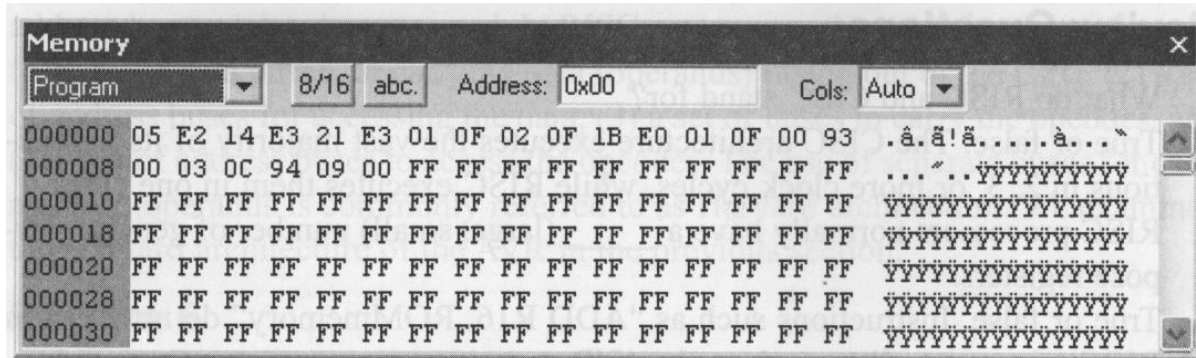 Memory ×
Program 8/16 abc. Address: 0x00 Cols: Auto
000000 05 E2 14 E3 21 E3 01 0F 02 0F 1B E0 01 0F 00 93 .â.ã!ã.....à...“
000008 00 03 0C 94 09 00 FF FF FF FF FF FF FF FF FF FF ...”..ÿÿÿÿÿÿÿÿÿÿ
000010 FF FF FF FF FF FF FF FF FF FF FF FF FF FF FF FF ÿÿÿÿÿÿÿÿÿÿÿÿÿÿÿÿ
000018 FF FF FF FF FF FF FF FF FF FF FF FF FF FF FF FF ÿÿÿÿÿÿÿÿÿÿÿÿÿÿÿÿ
000020 FF FF FF FF FF FF FF FF FF FF FF FF FF FF FF FF ÿÿÿÿÿÿÿÿÿÿÿÿÿÿÿÿ
000028 FF FF FF FF FF FF FF FF FF FF FF FF FF FF FF FF ÿÿÿÿÿÿÿÿÿÿÿÿÿÿÿÿ
000030 FF FF FF FF FF FF FF FF FF FF FF FF FF FF FF FF ÿÿÿÿÿÿÿÿÿÿÿÿÿÿÿÿ